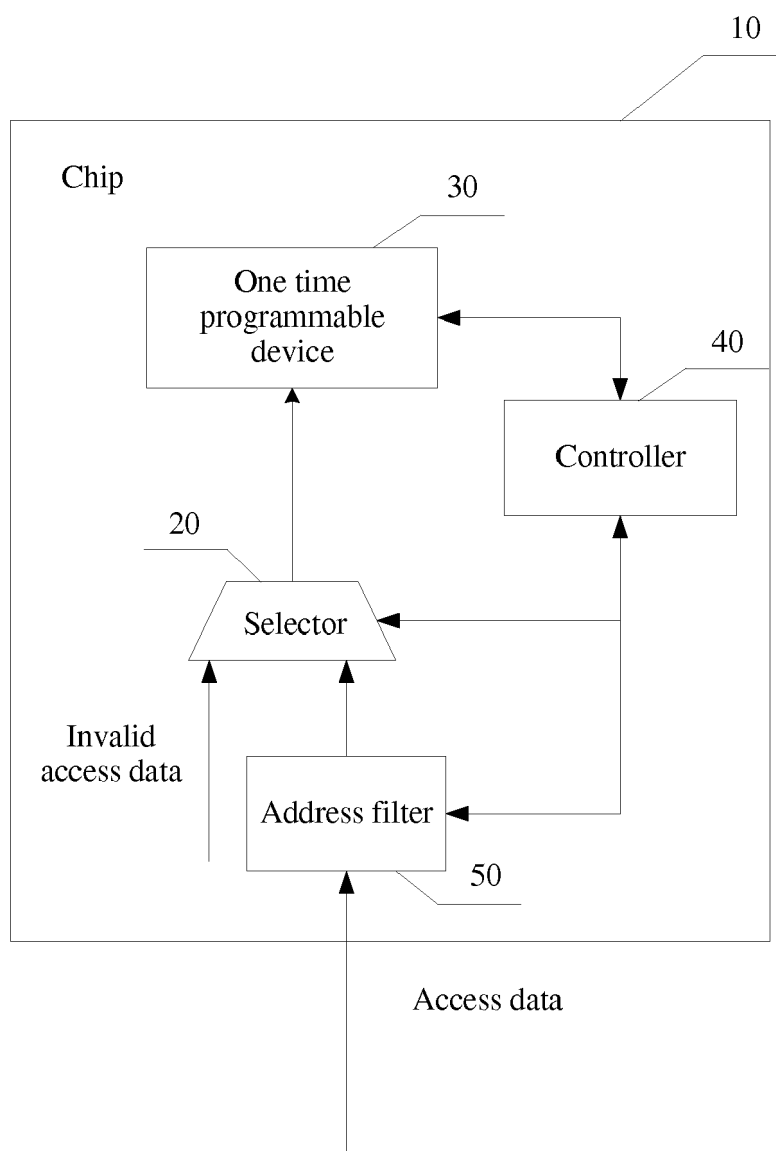 10
Chip
30
One time
programmable
device
40
Controller
20
Selector
Invalid
access data
Address filter
50
Access data